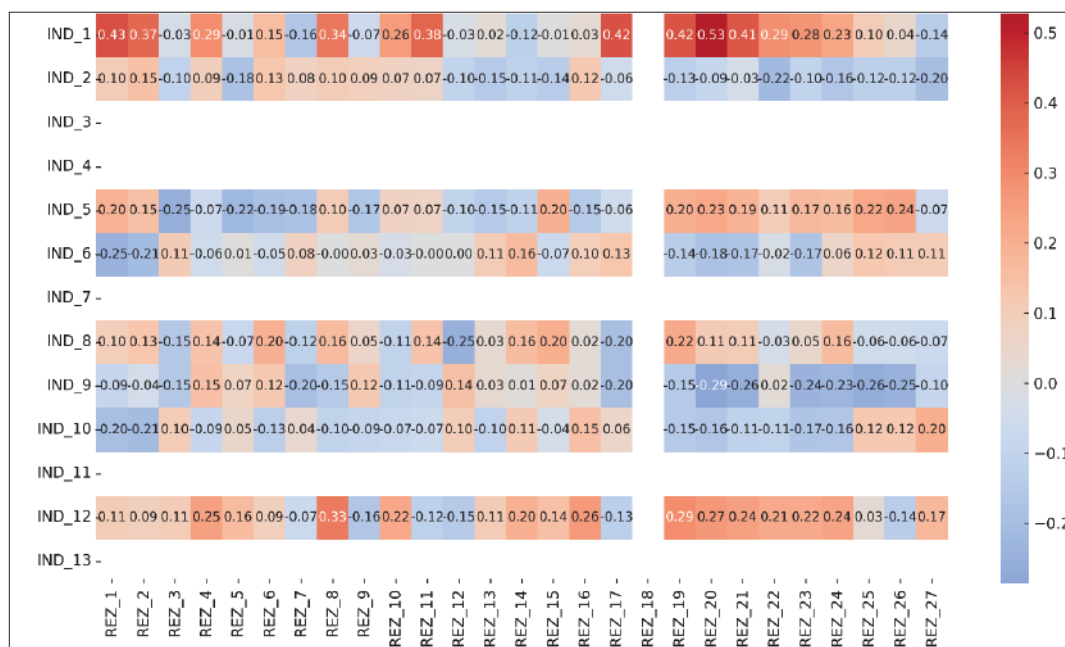 IND_1 0.43 0.37 -0.03 0.29 -0.01 0.15 -0.16 0.34 -0.07 0.26 0.38 -0.03 0.02 -0.12 -0.01 0.03 0.42 0.42 0.53 0.41 0.29 0.28 0.23 0.10 0.04 -0.14
IND_2 0.10 0.15 -0.10 0.09 -0.18 0.13 0.08 0.10 0.09 0.07 0.07 -0.10 -0.15 -0.11 -0.14 0.12 -0.06 -0.13 -0.09 -0.03 -0.22 -0.10 -0.16 -0.12 -0.12 -0.20
IND_3
IND_4
IND_5 0.20 0.15 -0.25 -0.07 -0.22 -0.19 -0.18 0.10 -0.17 0.07 0.07 -0.10 -0.15 -0.11 0.20 -0.15 -0.06 0.20 0.23 0.19 0.11 0.17 0.16 0.22 0.24 -0.07
IND_6 -0.25 -0.21 0.11 -0.06 0.01 -0.05 0.08 -0.00 0.03 -0.03 -0.00 0.00 0.11 0.16 -0.07 0.10 0.13 -0.14 -0.18 -0.17 -0.02 -0.17 0.06 0.12 0.11 0.11
IND_7
IND_8 0.10 0.13 -0.15 0.14 -0.07 0.20 -0.12 0.16 0.05 -0.11 0.14 -0.25 0.03 0.16 0.20 0.02 -0.20 0.22 0.11 0.11 -0.03 0.05 0.16 -0.06 -0.06 -0.07
IND_9 -0.09 -0.04 -0.15 0.15 0.07 0.12 -0.20 -0.15 0.12 -0.11 -0.09 0.14 0.03 0.01 0.07 0.02 -0.20 -0.15 -0.29 -0.26 0.02 -0.24 -0.23 -0.26 -0.25 -0.10
IND_10 -0.20 -0.21 0.10 -0.09 0.05 -0.13 0.04 -0.10 -0.09 -0.07 -0.07 0.10 -0.10 0.11 -0.04 0.15 0.06 -0.15 -0.16 -0.11 -0.11 -0.17 -0.16 0.12 0.12 0.20
IND_11
IND_12 0.11 0.09 0.11 0.25 0.16 0.09 -0.07 0.33 -0.16 0.22 -0.12 -0.15 0.11 0.20 0.14 0.26 -0.13 0.29 0.27 0.24 0.21 0.22 0.24 0.03 -0.14 0.17
IND_13
REZ_1
REZ_2
REZ_3
REZ_4
REZ_5
REZ_6
REZ_7
REZ_8
REZ_9
REZ_10
REZ_11
REZ_12
REZ_13
REZ_14
REZ_15
REZ_16
REZ_17
REZ_18
REZ_19
REZ_20
REZ_21
REZ_22
REZ_23
REZ_24
REZ_25
REZ_26
REZ_27
0.5
0.4
0.3
0.2
0.1
0.0
−0.1
−0.2